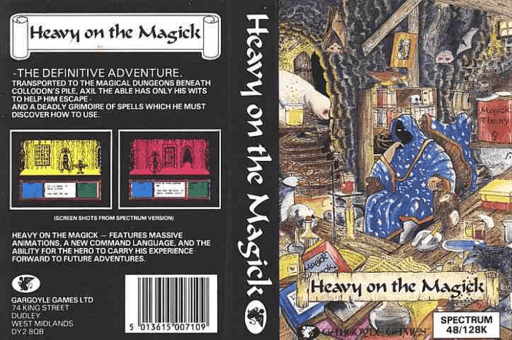 Heavy on the Magick
-THE DEFINITIVE ADVENTURE.
TRANSPORTED TO THE MAGICAL DUNGEONS BENEATH
COLLODON'S PILE, AXIL THE ABLE HAS ONLY HIS WITS
TO HELP HIM ESCAPE -
AND A DEADLY GRIMOIRE OF SPELLS WHICH HE MUST
DISCOVER HOW TO USE.
(SCREEN SHOTS FROM SPECTRUM VERSION)
HEAVY ON THE MAGICK – FEATURES MASSIVE
ANIMATIONS, A NEW COMMAND LANGUAGE, AND THE
ABILITY FOR THE HERO TO CARRY HIS EXPERIENCE
FORWARD TO FUTURE ADVENTURES.
GARGOYLE GAMES LTD
74 KING STREET
DUDLEY
WEST MIDLANDS
DY2 8OB
5 013615 007109
Heavy on the Magick
Magick
Theory
Heavy on the Magick
GARGOYLE GAMES
SPECTRUM
48/128K